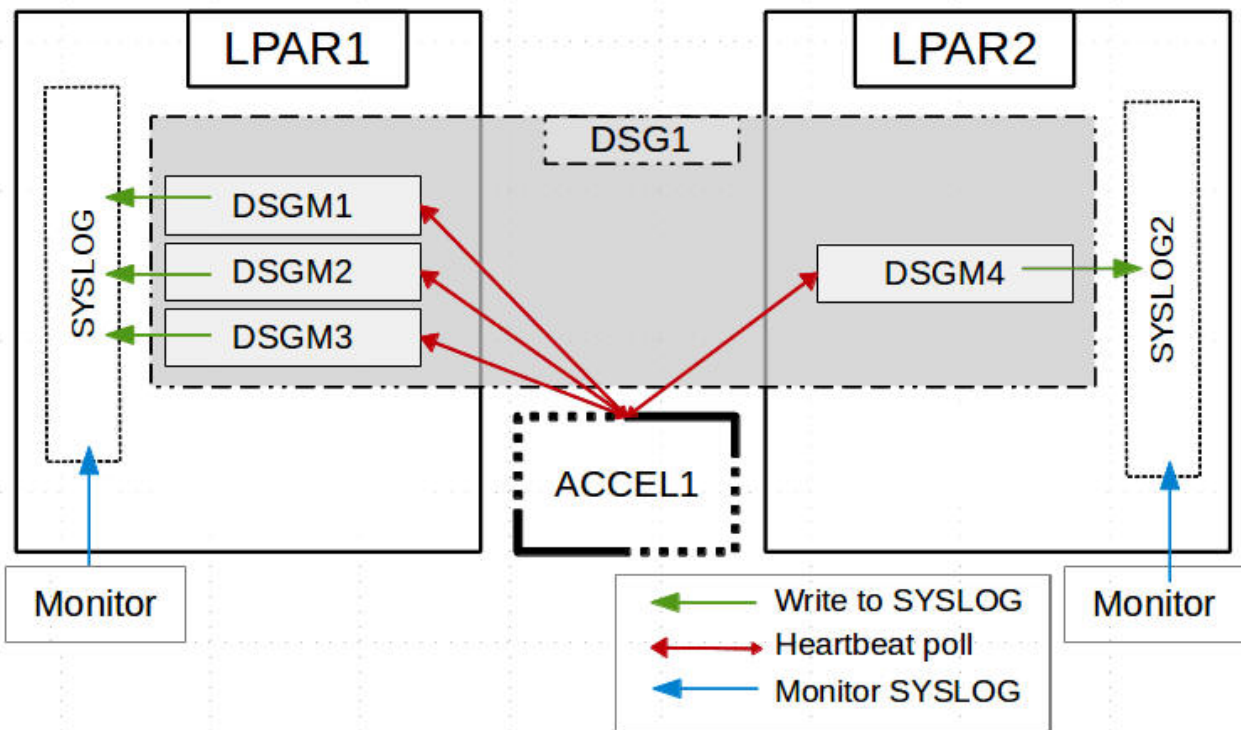 LPAR1
LPAR2
DSG1
SYSLOG
DSGM1
DSGM2
DSGM3
DSGM4
SYSLOG2
ACCEL1
Monitor
Monitor
Write to SYSLOG
Heartbeat poll
Monitor SYSLOG